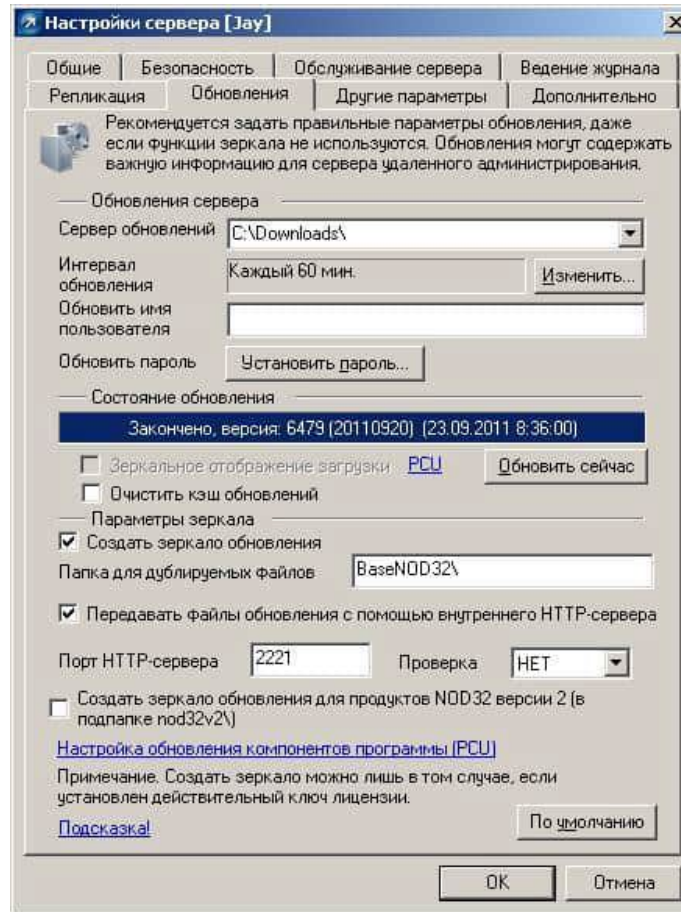 Настройки сервера [Jay]
Общие Безопасность Обслуживание сервера Ведение журнала
Репликация Обновления Другие параметры Дополнительно
Рекомендуется задать правильные параметры обновления, даже
если функции зеркала не используются. Обновления могут содержать
важную информацию для сервера удаленного администрирования.
Обновления сервера
Сервер обновлений C:\Downloads\
Интервал
обновления
Каждый 60 мин. Изменить...
Обновить имя
пользователя
Обновить пароль Установить пароль...
Состояние обновления
Закончено, версия: 6479 (20110920) (23.09.2011 8:36:00)
Зеркальное отображение загрузки PCU Обновить сейчас
Очистить кэш обновлений
Параметры зеркала
Создать зеркало обновления
Папка для дублируемых файлов BaseNOD32\
Передавать файлы обновления с помощью внутреннего HTTP-сервера
Порт HTTP-сервера 2221 Проверка НЕТ
Создать зеркало обновления для продуктов NOD32 версии 2 (в
подпапке nod32v2\)
Настройка обновления компонентов программы (PCU)
Примечание. Создать зеркало можно лишь в том случае, если
установлен действительный ключ лицензии.
Подсказка! По умолчанию
OK Отмена